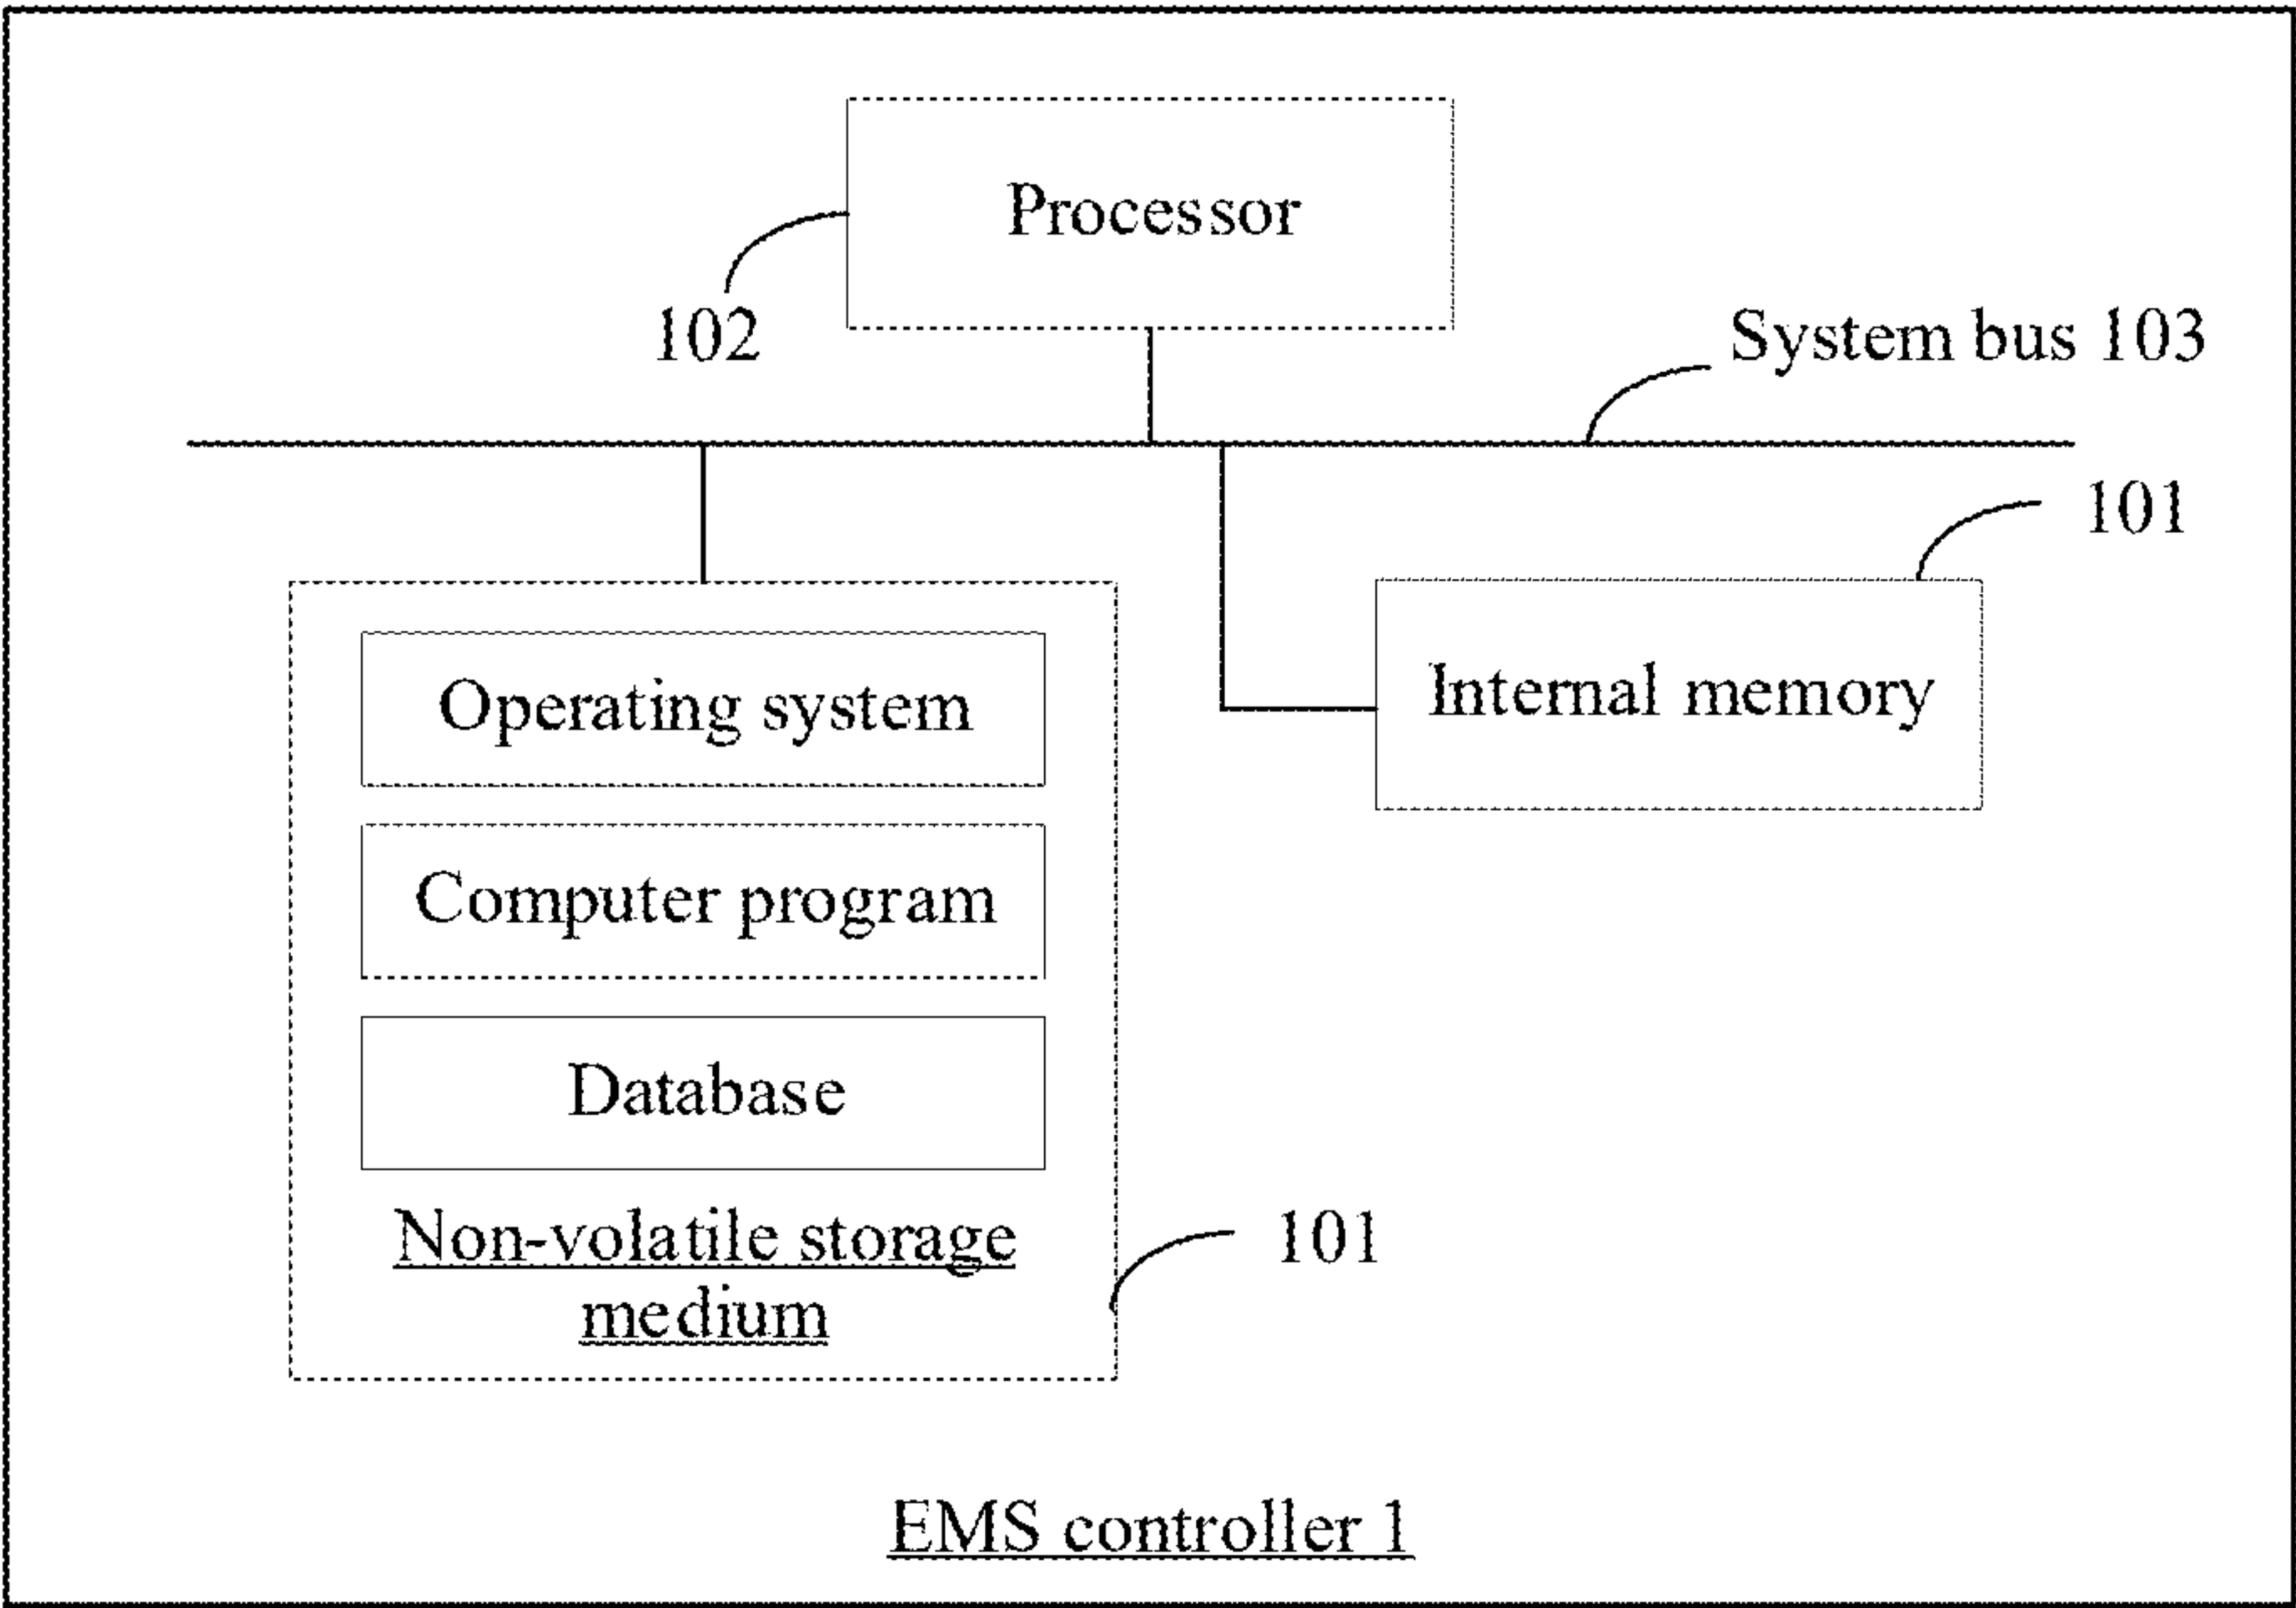 Processor
102
System bus 103
101
Operating system
Internal memory
Computer program
Database
Non-volatile storage
medium
101
EMS controller 1